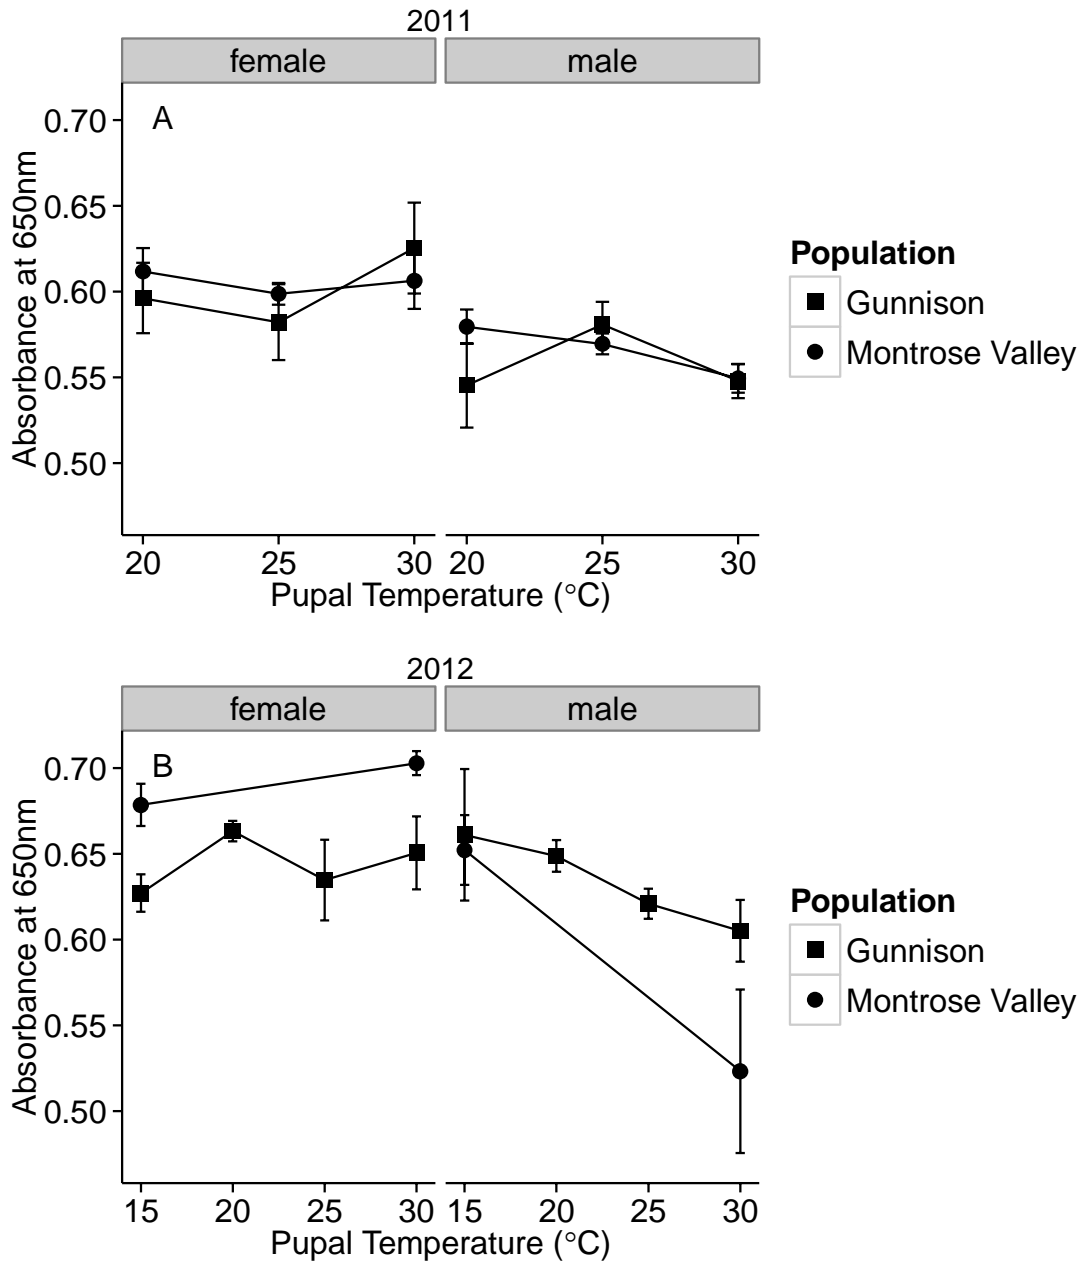 2011
female male
A
0.70
0.65
0.60
0.55
0.50
Absorbance at 650nm
20 25 30 20 25 30
Pupal Temperature (°C)
Population
Gunnison
Montrose Valley
2012
female male
B
0.70
0.65
0.60
0.55
0.50
Absorbance at 650nm
15 20 25 30 15 20 25 30
Pupal Temperature (°C)
Population
Gunnison
Montrose Valley